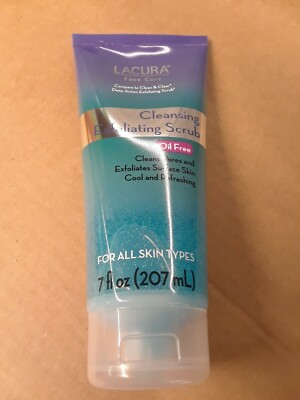 LACURA®
Face Care
Compare to Clean & Clear®
Deep Action Exfoliating Scrub*
Cleansing
Exfoliating Scrub
Oil Free
Cleans Pores and
Exfoliates Surface Skin
Cool and Refreshing
FOR ALL SKIN TYPES
7 fl oz (207 mL)